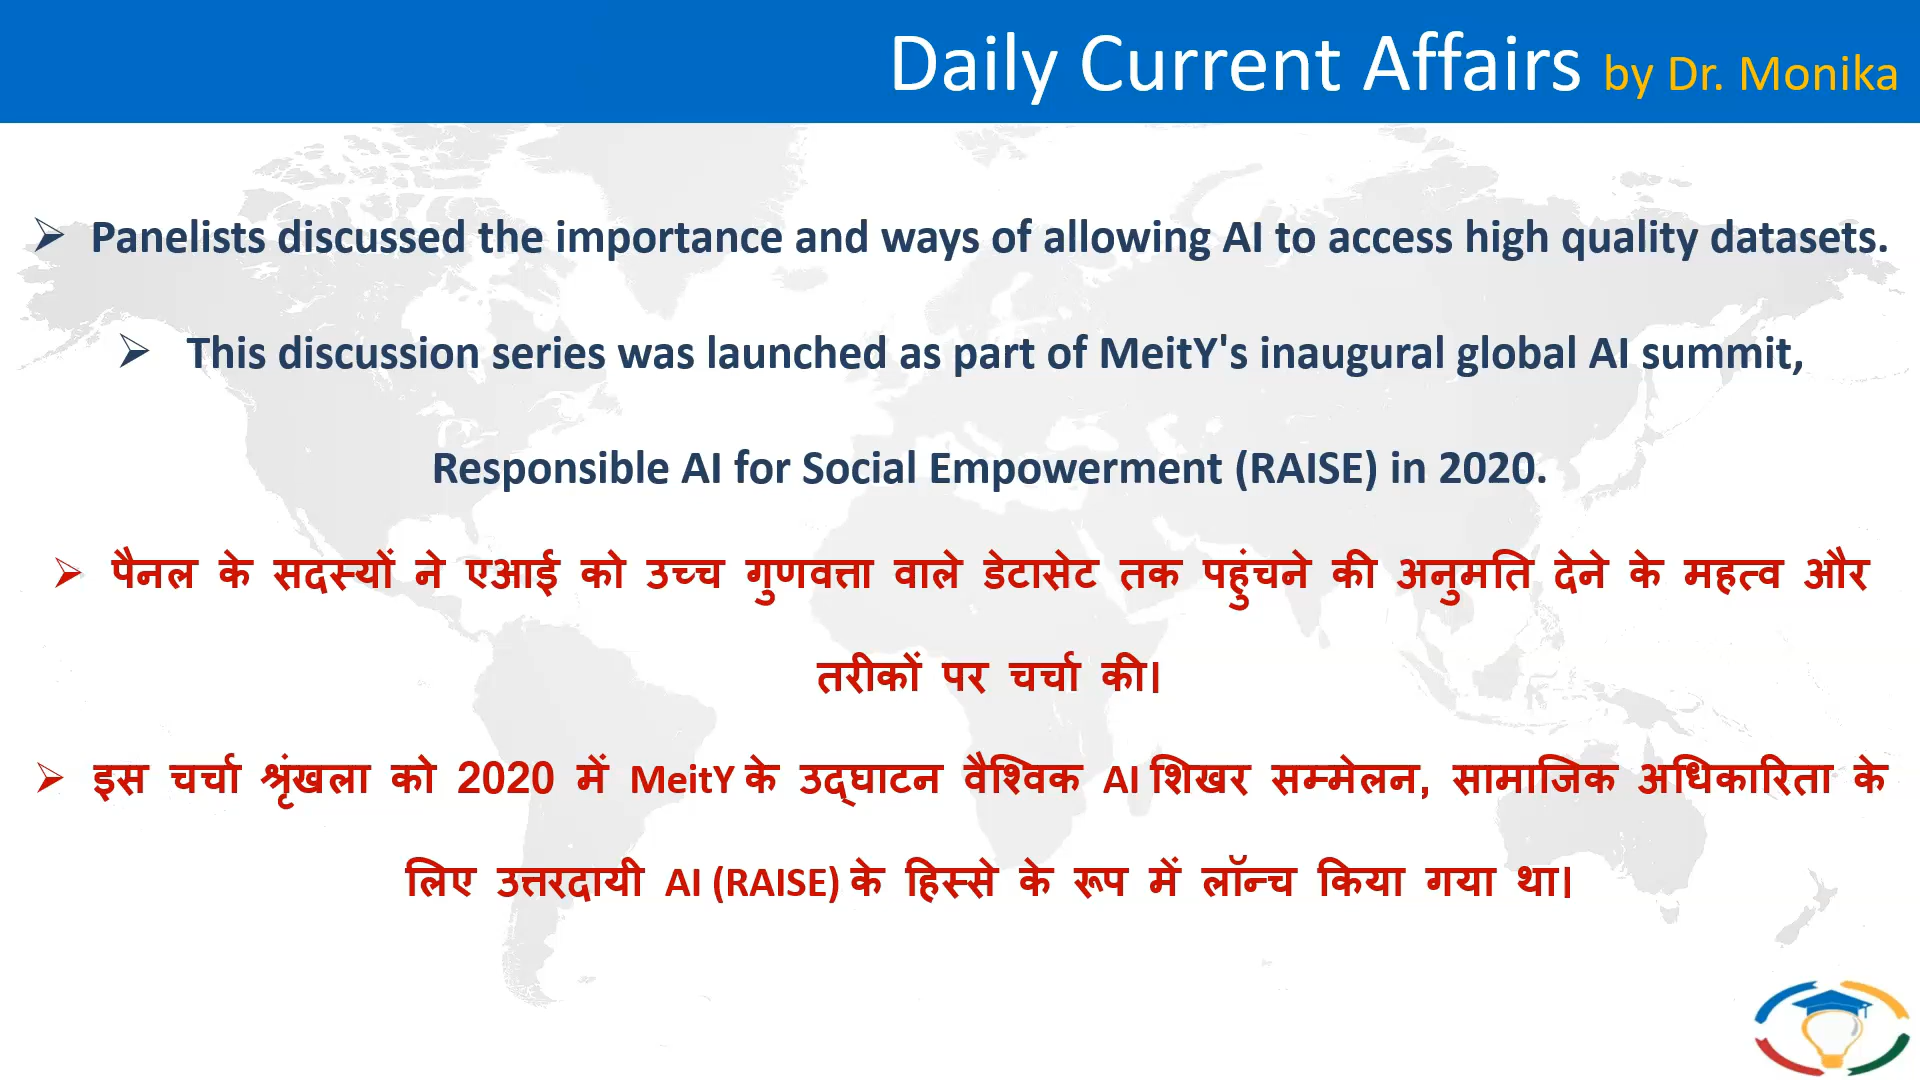 Daily Current Affairs by Dr. Monika
➢ Panelists discussed the importance and ways of allowing AI to access high quality datasets.
➢ This discussion series was launched as part of MeitY's inaugural global AI summit,
Responsible AI for Social Empowerment (RAISE) in 2020.
➢ पैनल के सदस्यों ने एआई को उच्च गुणवत्ता वाले डेटासेट तक पहुंचने की अनुमति देने के महत्व और
तरीकों पर चर्चा की।
➢ इस चर्चा श्रृंखला को 2020 में MeitY के उद्घाटन वैश्विक AI शिखर सम्मेलन, सामाजिक अधिकारिता के
लिए उत्तरदायी AI (RAISE) के हिस्से के रूप में लॉन्च किया गया था।